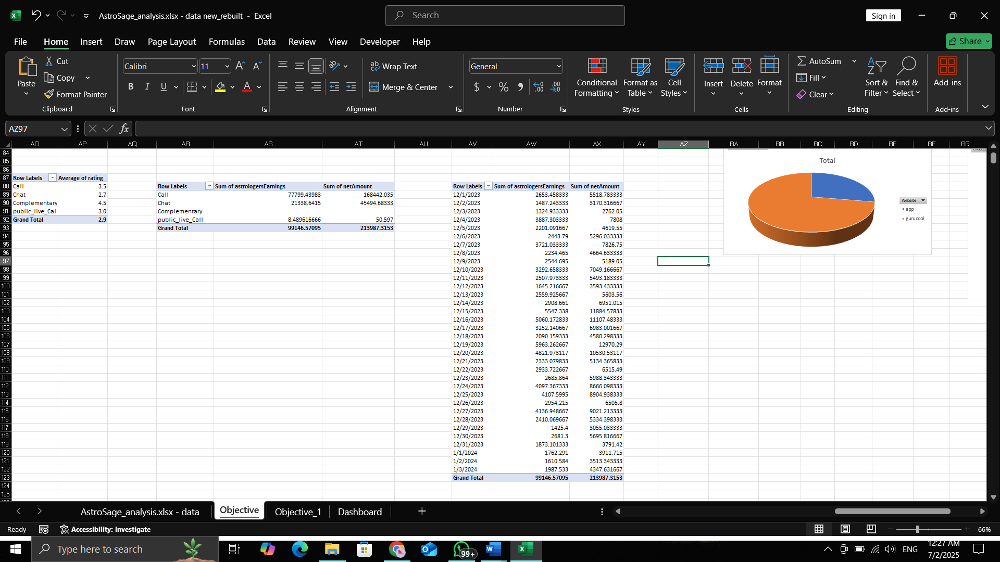 AstroSage_analysis.xlsx - data new_rebuilt - Excel
Search
Sign in
File Home Insert Draw Page Layout Formulas Data Review View Developer Help
Share
Paste
Cut
Copy
Format Painter
Clipboard
Calibri 11
B I U A
Font
Wrap Text
Merge & Center
Alignment
General
$ % 9
Number
Conditional Formatting
Format as Table
Cell Styles
Styles
Insert Delete Format
Cells
AutoSum
Fill
Clear
Sort & Filter
Find & Select
Editing
Add-ins
Add-ins
AZ97
fx
AO AP AQ AR AS AT AU AV AW AX AY AZ BA BB BC BD BE BF BG
84
85
86
87 Row Labels Average of rating
88 Call 3.5 Row Labels Sum of astrologersEarnings Sum of netAmount Row Labels Sum of astrologersEarnings Sum of netAmount
89 Chat 2.7 Call 77799.43983 168442.035 12/1/2023 2653.458333 5518.783333
90 Complementary 4.5 Chat 21338.6415 45494.68333 12/2/2023 1487.243333 3170.316667
91 public_live_Cal 3.0 Complementary 12/3/2023 1324.933333 2762.05
92 Grand Total 2.9 public_live_Call 8.489616666 50.597 12/4/2023 3887.303333 7808
93 Grand Total 99146.57095 213987.3153 12/5/2023 2201.091667 4619.55
94 12/6/2023 2443.79 5296.033333
95 12/7/2023 3721.033333 7826.75
96 12/8/2023 2234.465 4664.633333
97 12/9/2023 2544.695 5189.05
98 12/10/2023 3292.658333 7049.166667
99 12/11/2023 2507.973333 5493.183333
100 12/12/2023 1645.216667 3593.433333
101 12/13/2023 2559.925667 5603.56
102 12/14/2023 2908.661 6951.015
103 12/15/2023 5547.338 11884.57833
104 12/16/2023 5060.172833 11107.48333
105 12/17/2023 3252.140667 6983.001667
106 12/18/2023 2090.159333 4580.298333
107 12/19/2023 5963.262667 12970.29
108 12/20/2023 4821.973117 10530.53117
109 12/21/2023 2333.079833 5134.365833
110 12/22/2023 2933.722667 6515.49
111 12/23/2023 2685.864 5988.343333
112 12/24/2023 4097.367333 8666.098333
113 12/25/2023 4107.5995 8904.938333
114 12/26/2023 2954.215 6505.8
115 12/27/2023 4136.948667 9021.213333
116 12/28/2023 2410.069667 5334.398333
117 12/29/2023 1425.4 3055.033333
118 12/30/2023 2681.3 5695.816667
119 12/31/2023 1873.101333 3791.42
120 1/1/2024 1762.291 3911.715
121 1/2/2024 1610.584 3513.343333
122 1/3/2024 1987.533 4347.631667
123 Grand Total 99146.57095 213987.3153
124
125
Total
Website
app
gurucool
AstroSage_analysis.xlsx - data Objective Objective_1 Dashboard
Ready Accessibility: Investigate 66%
Type here to search
99+
ENG
12:27 AM
7/2/2025